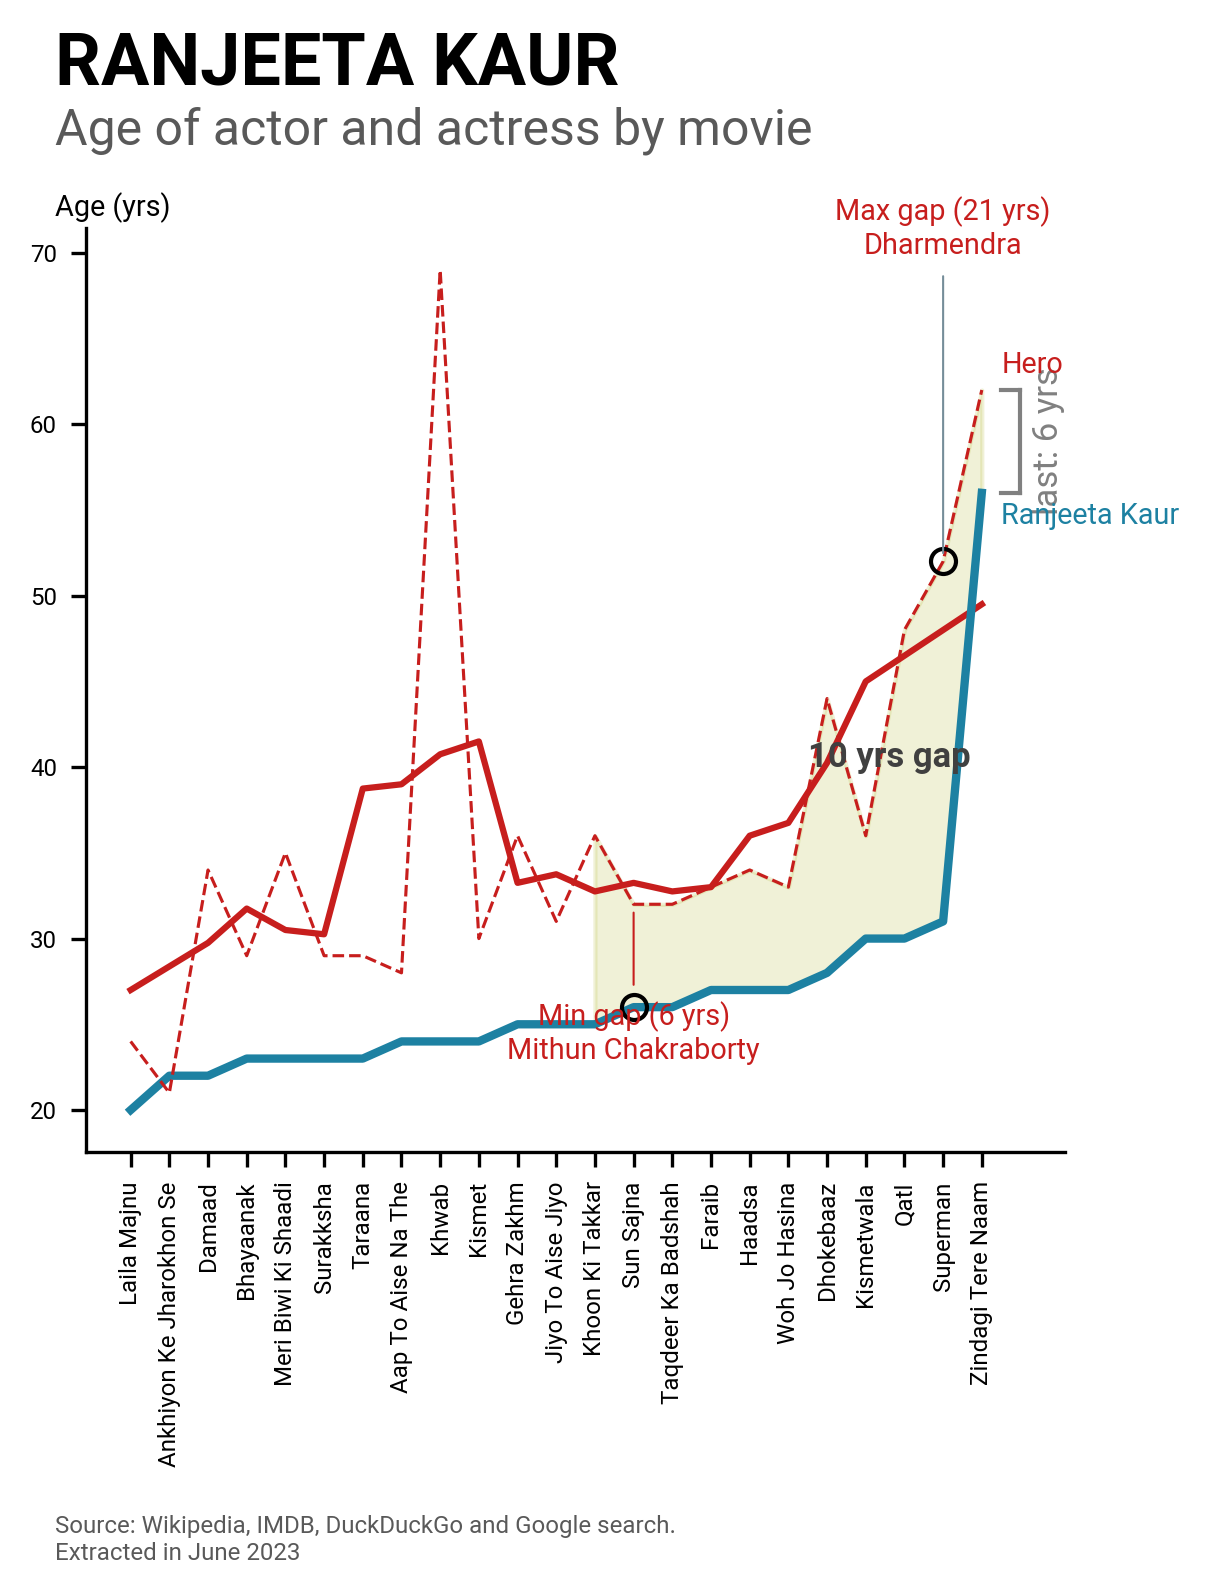 RANJEETA KAUR
Age of actor and actress by movie
Age (yrs)
Max gap (21 yrs)
Dharmendra
70
Hero
last: 6 yrs
60
Ranjeeta Kaur
50
10 yrs gap
40
30
Min gap (6 yrs)
Mithun Chakraborty
20
Laila Majnu
Ankhiyon Ke Jharokhon Se
Damaad
Bhayaanak
Meri Biwi Ki Shaadi
Surakksha
Taraana
Aap To Aise Na The
Khwab
Kismet
Gehra Zakhm
Jiyo To Aise Jiyo
Khoon Ki Takkar
Sun Sajna
Taqdeer Ka Badshah
Faraib
Haadsa
Woh Jo Hasina
Dhokebaaz
Kismetwala
Qatl
Superman
Zindagi Tere Naam
Source: Wikipedia, IMDB, DuckDuckGo and Google search.
Extracted in June 2023